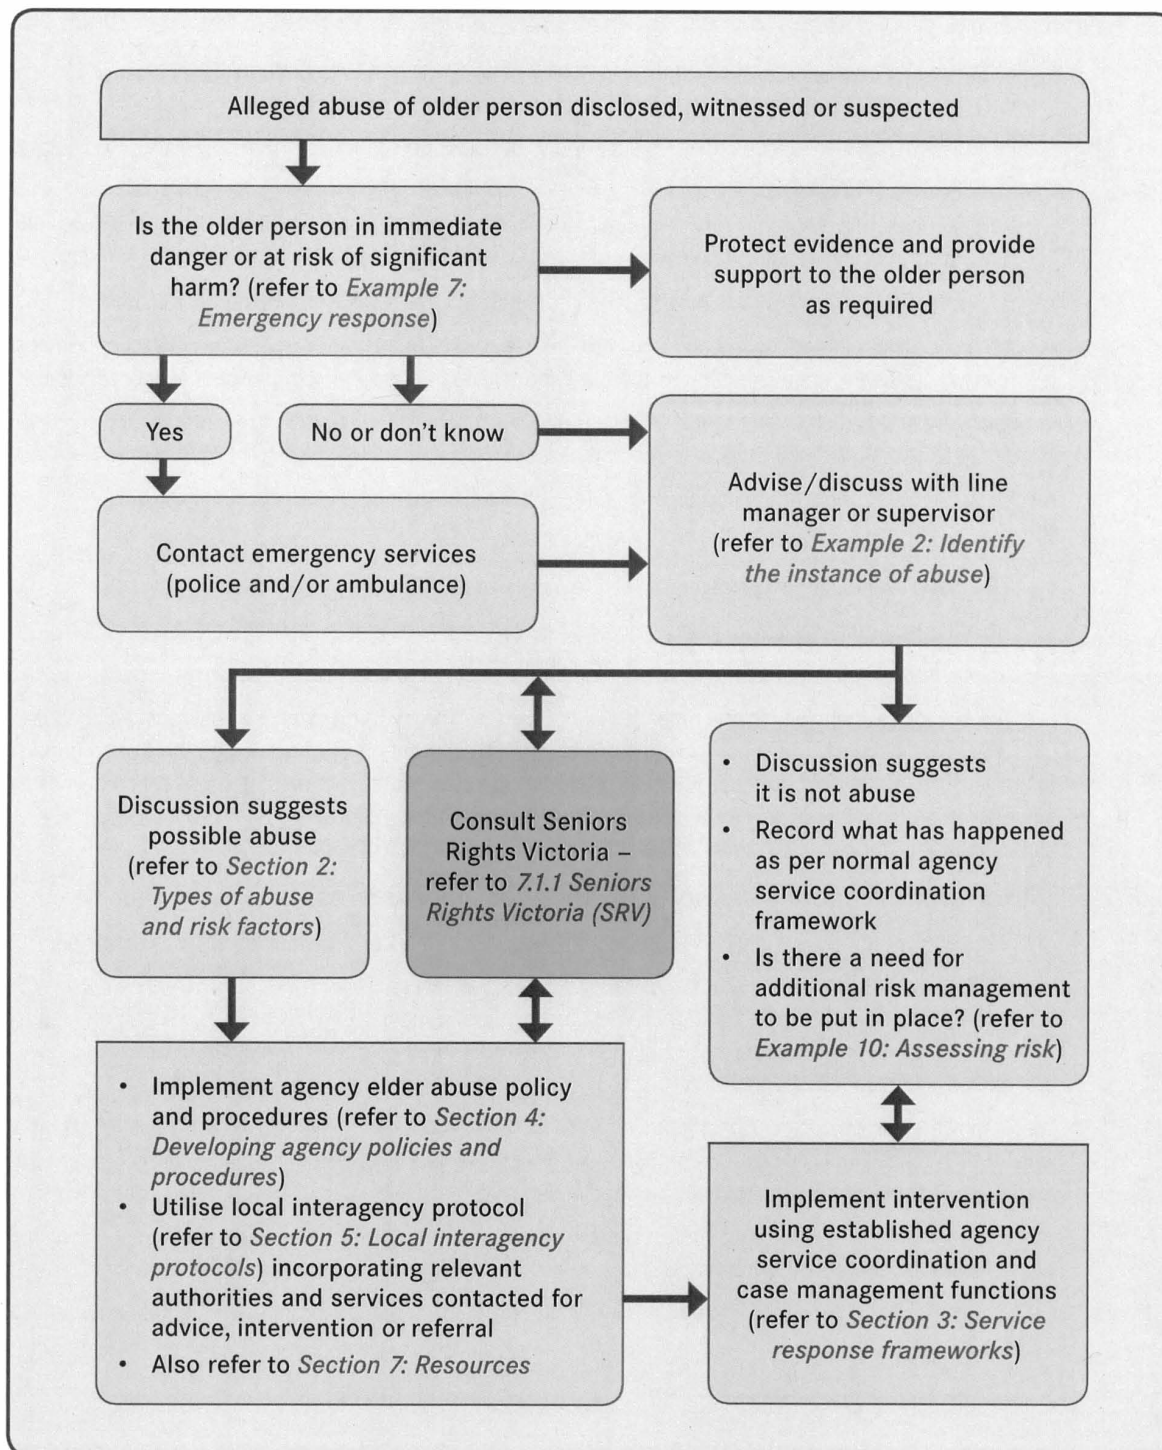 Alleged abuse of older person disclosed, witnessed or suspected
Is the older person in immediate
danger or at risk of significant
harm? (refer to Example 7:
Emergency response)
Protect evidence and provide
support to the older person
as required
Yes
No or don't know
Contact emergency services
(police and/or ambulance)
Advise/discuss with line
manager or supervisor
(refer to Example 2: Identify
the instance of abuse)
Discussion suggests
possible abuse
(refer to Section 2:
Types of abuse
and risk factors)
Consult Seniors
Rights Victoria –
refer to 7.1.1 Seniors
Rights Victoria (SRV)
• Discussion suggests
it is not abuse
• Record what has happened
as per normal agency
service coordination
framework
• Is there a need for
additional risk management
to be put in place? (refer to
Example 10: Assessing risk)
• Implement agency elder abuse policy
and procedures (refer to Section 4:
Developing agency policies and
procedures)
• Utilise local interagency protocol
(refer to Section 5: Local interagency
protocols) incorporating relevant
authorities and services contacted for
advice, intervention or referral
• Also refer to Section 7: Resources
Implement intervention
using established agency
service coordination and
case management functions
(refer to Section 3: Service
response frameworks)